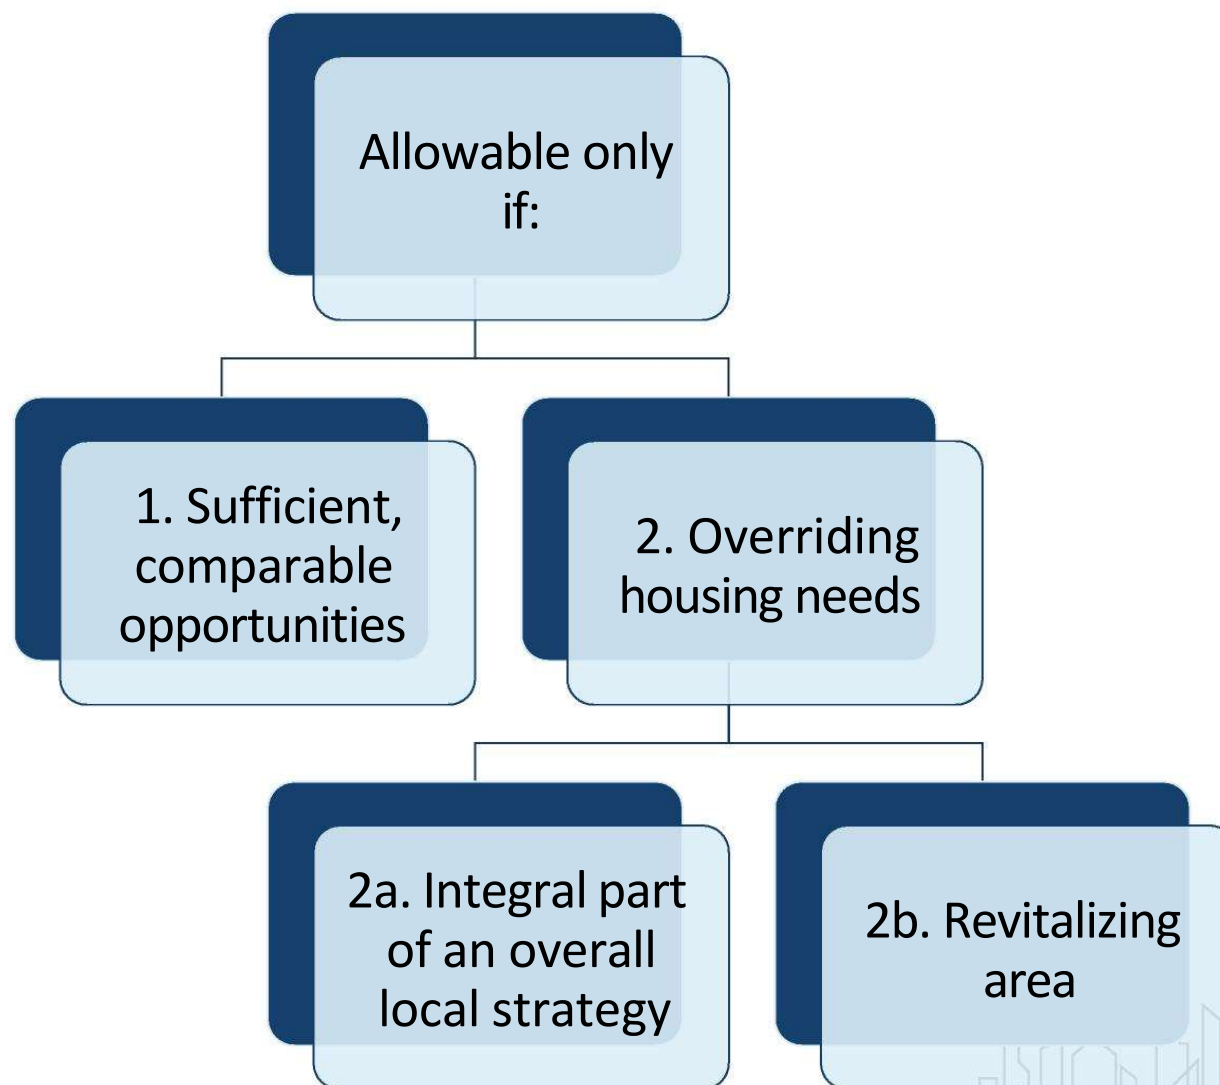 Allowable only
if:
1. Sufficient,
comparable
opportunities
2. Overriding
housing needs
2a. Integral part
of an overall
local strategy
2b. Revitalizing
area